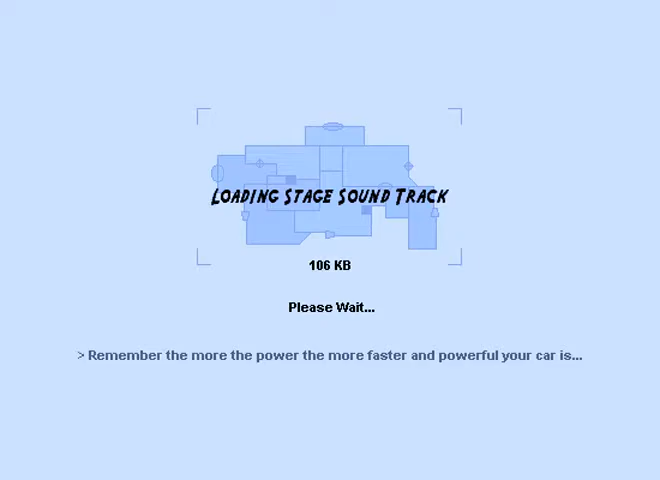 Loading Stage Sound Track
106 KB
Please Wait...
> Remember the more the power the more faster and powerful your car is...